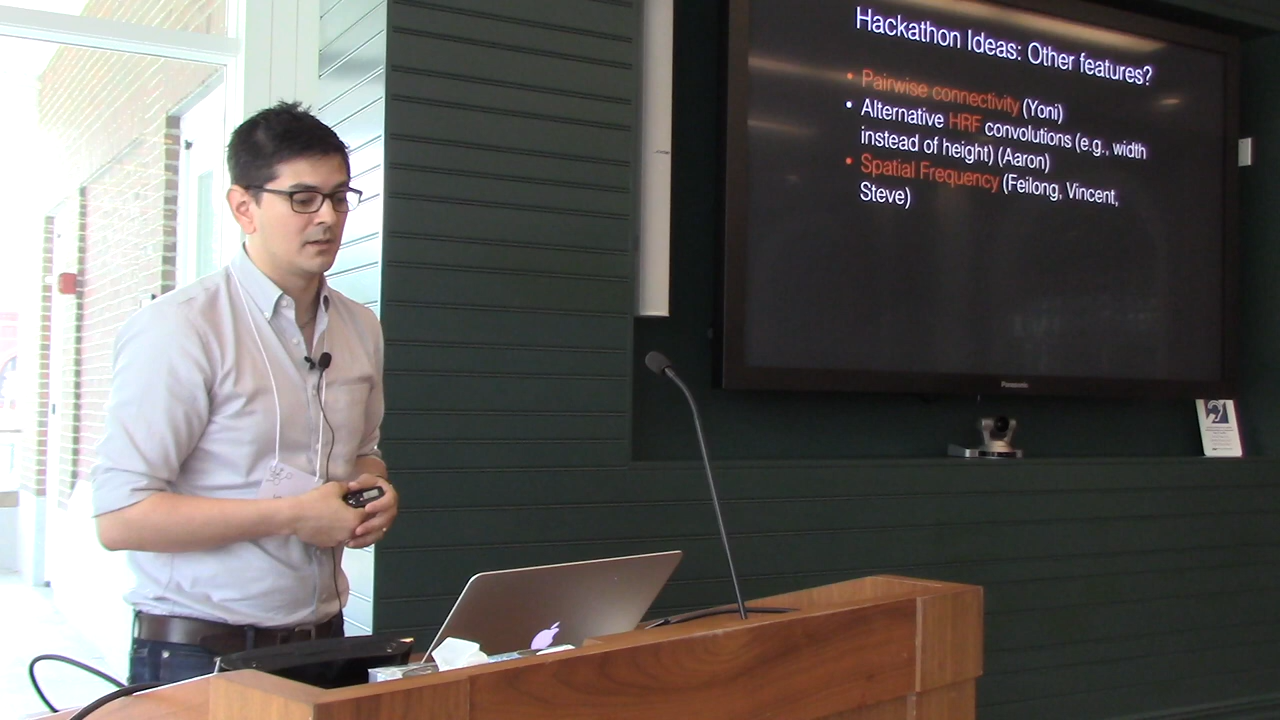 Hackathon Ideas: Other features?
• Pairwise connectivity (Yoni)
• Alternative HRF convolutions (e.g., width
instead of height) (Aaron)
• Spatial Frequency (Feilong, Vincent,
Steve)
Panasonic